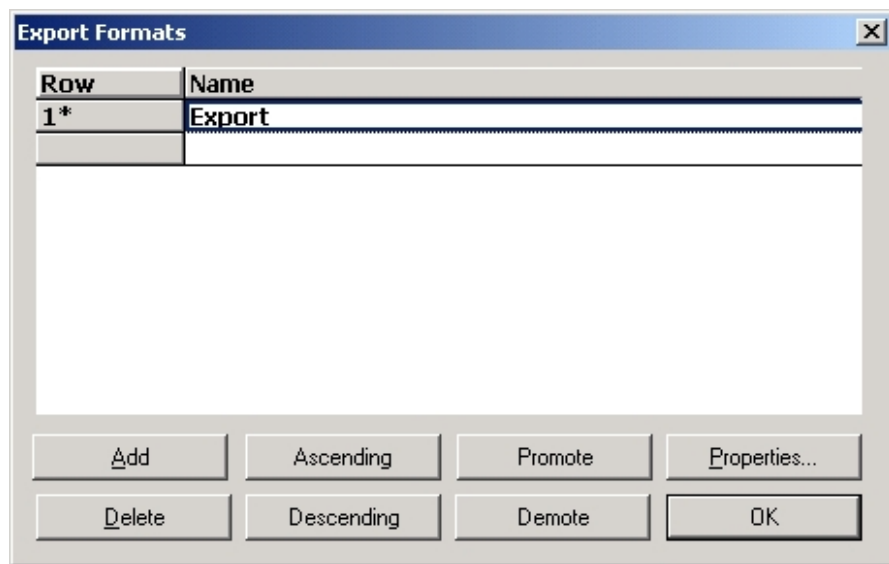 Export Formats
Row Name
1* Export
Add Ascending Promote Properties...
Delete Descending Demote OK